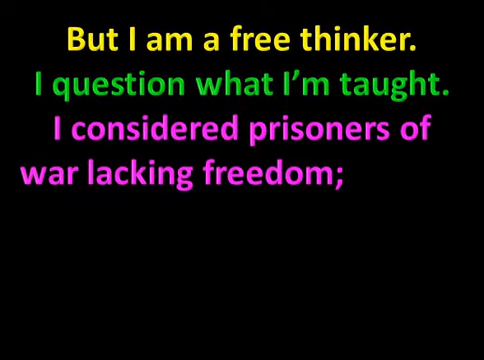 But I am a free thinker.
I question what I’m taught.
I considered prisoners of
war lacking freedom;